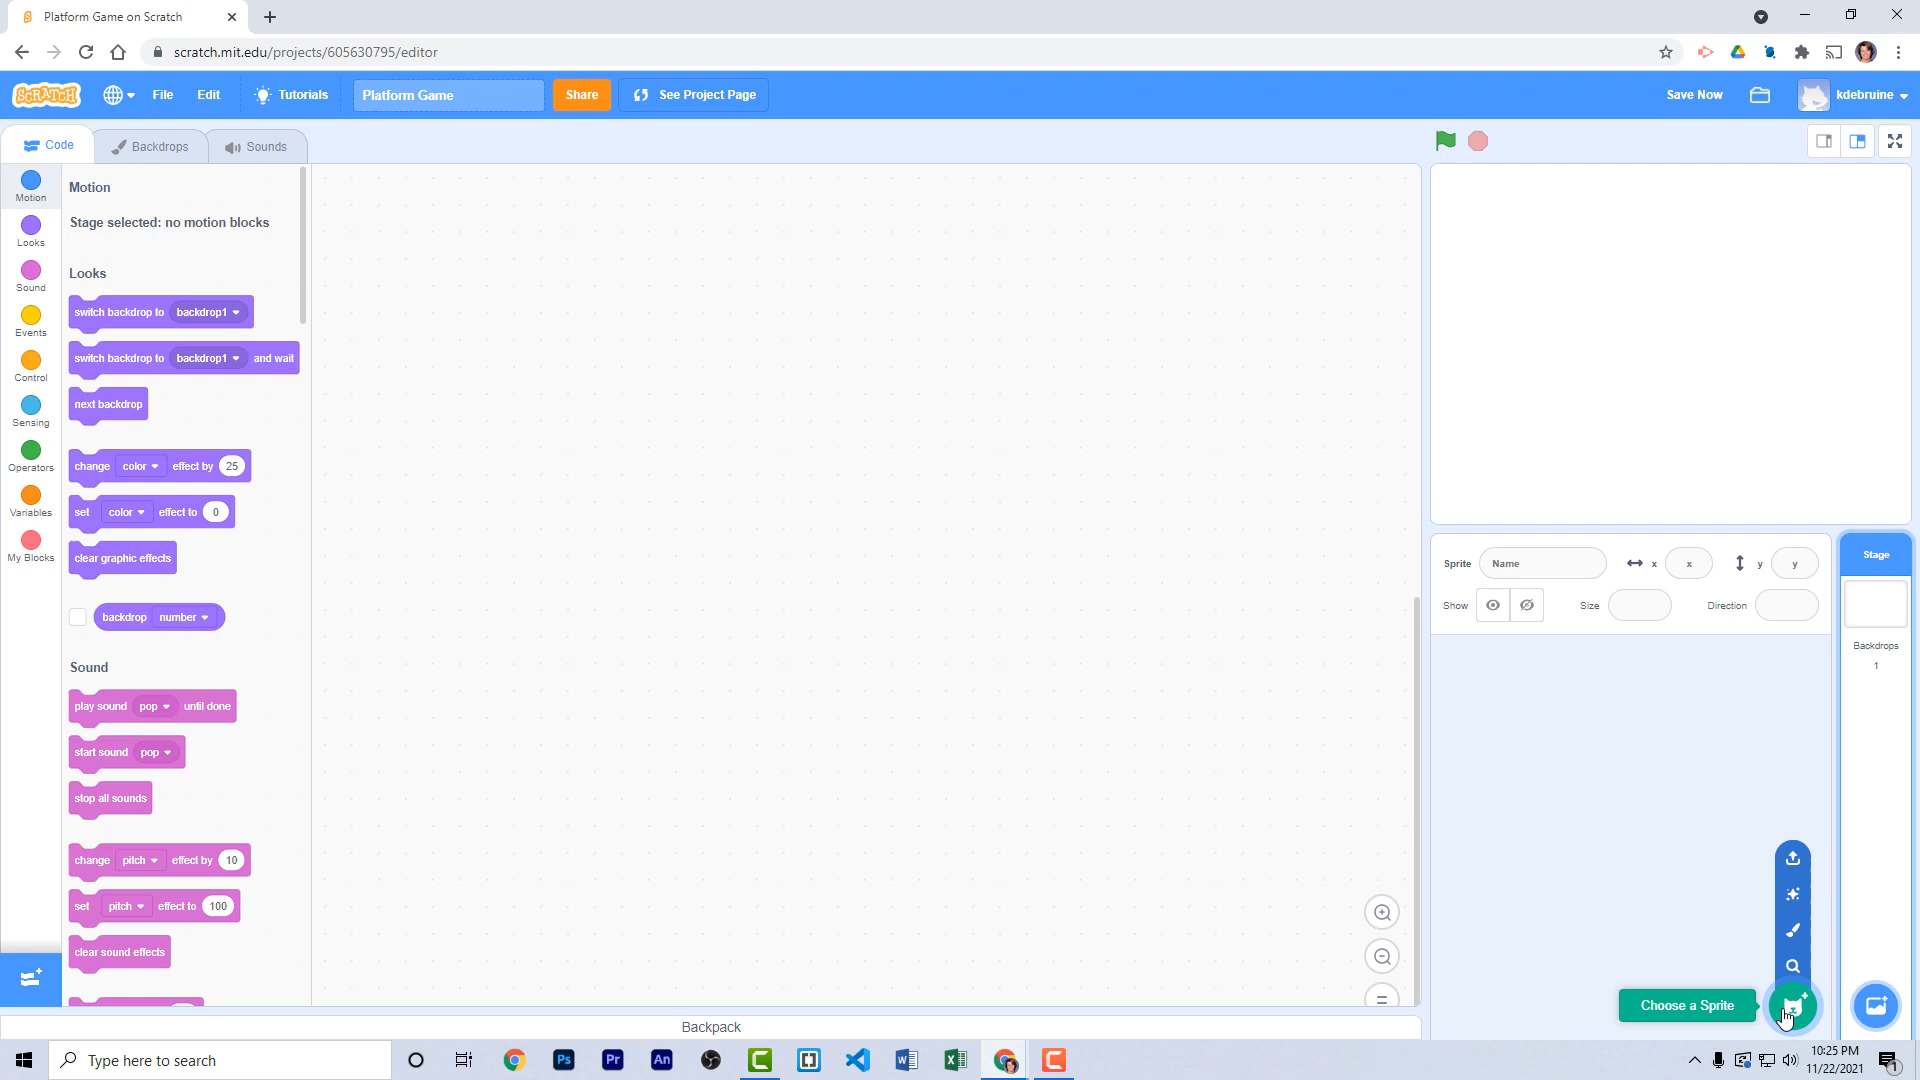 Platform Game on Scratch
scratch.mit.edu/projects/605630795/editor
SCRATCH
File
Edit
Tutorials
Platform Game
Share
See Project Page
Save Now
kdebruine
Code
Backdrops
Sounds
Motion
Looks
Sound
Events
Control
Sensing
Operators
Variables
My Blocks
Motion
Stage selected: no motion blocks
Looks
switch backdrop to backdrop1
switch backdrop to backdrop1 and wait
next backdrop
change color effect by 25
set color effect to 0
clear graphic effects
backdrop number
Sound
play sound pop until done
start sound pop
stop all sounds
change pitch effect by 10
set pitch effect to 100
clear sound effects
Backpack
Sprite Name x x y y
Show Size Direction
Stage
Backdrops
1
Choose a Sprite
Type here to search
Ps
Pr
An
10:25 PM
11/22/2021
1